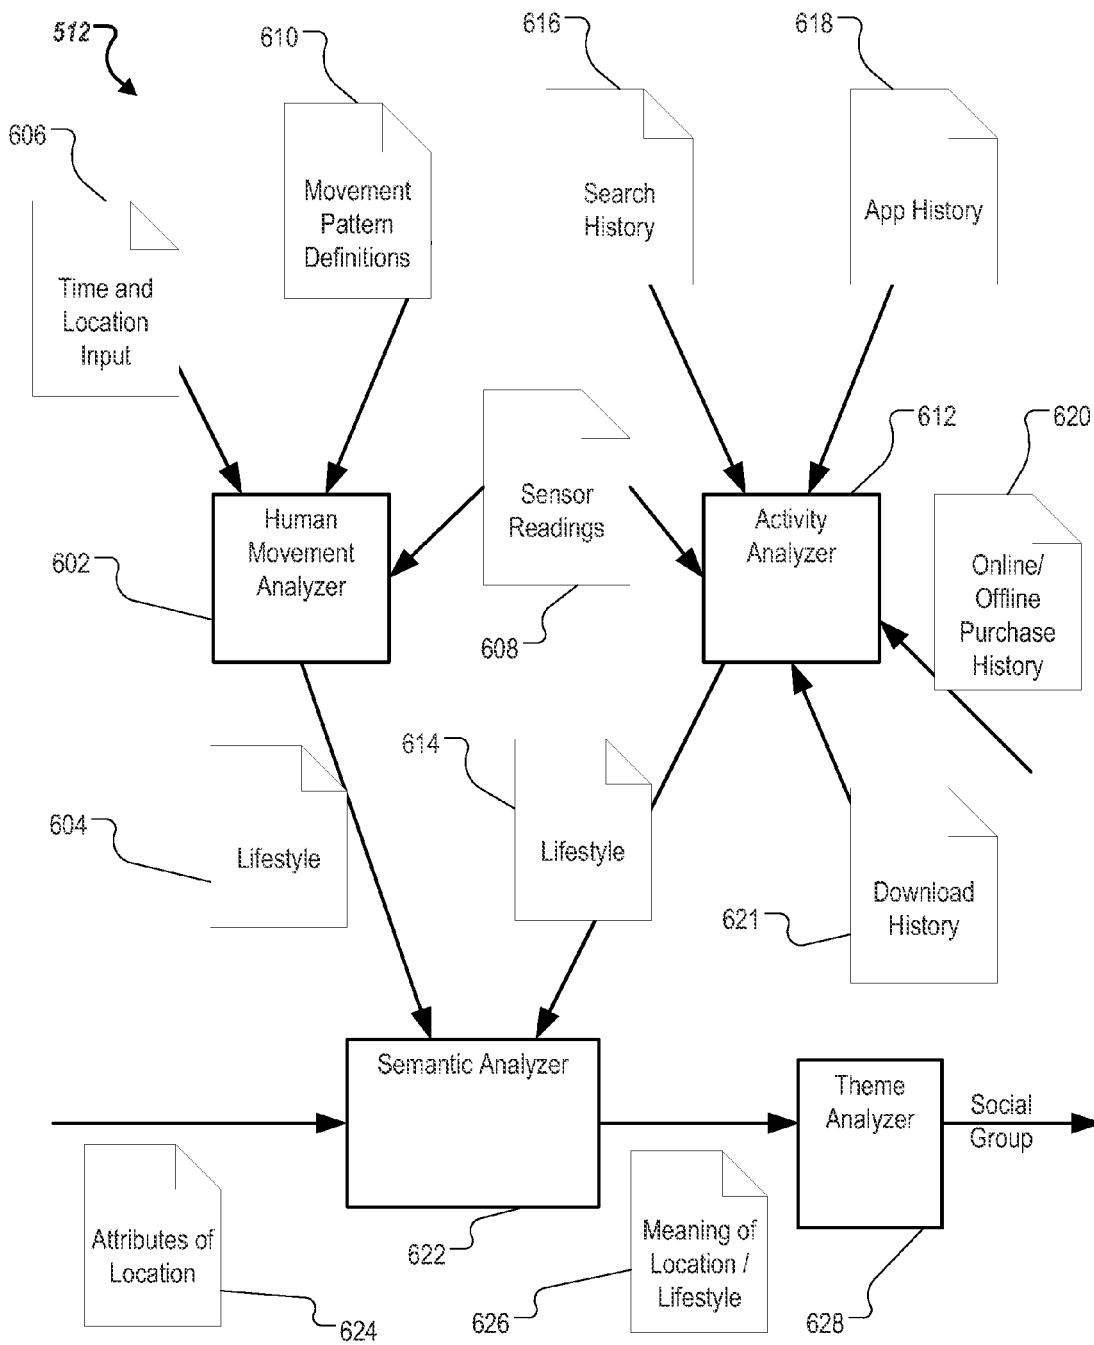 512
610
616
618
606
Movement
Pattern
Definitions
Search
History
App History
Time and
Location
Input
612
620
Sensor
Readings
Human
Movement
Analyzer
Activity
Analyzer
602
Online/
Offline
Purchase
History
608
614
604
Lifestyle
Lifestyle
621
Download
History
Semantic Analyzer
Theme
Analyzer
Social
Group
Attributes of
Location
622
Meaning of
Location /
Lifestyle
624
626
628